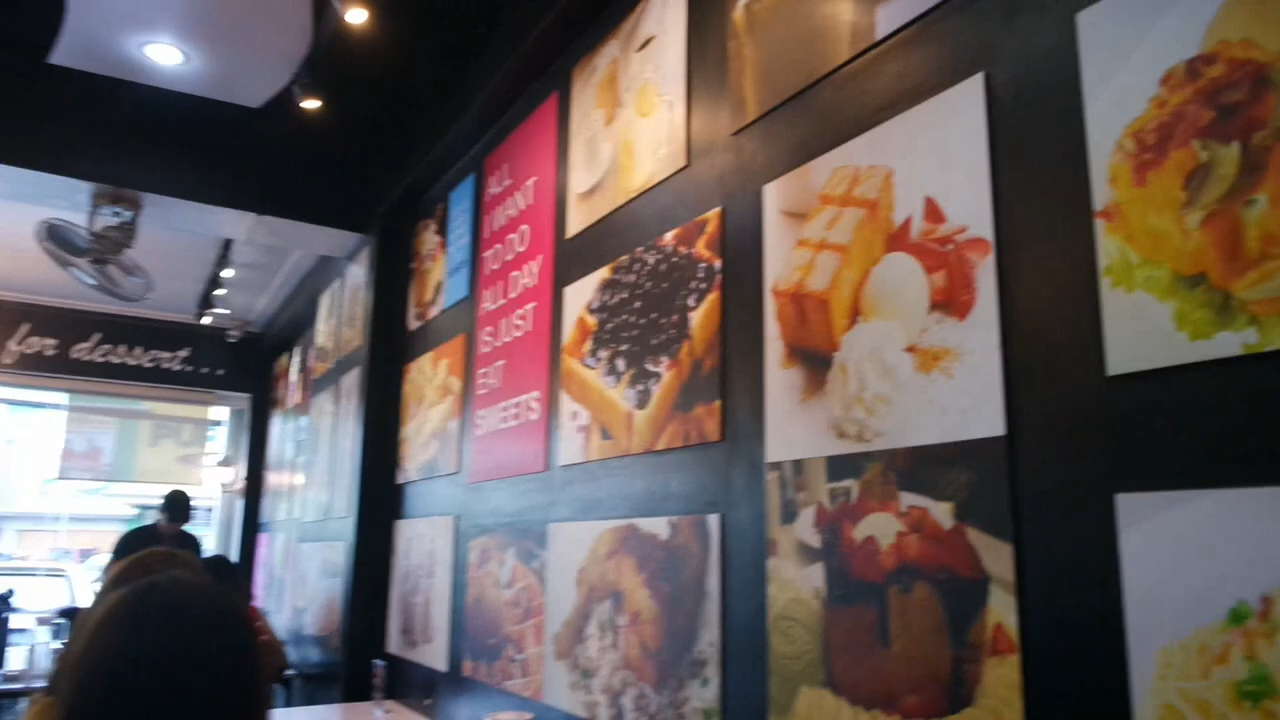 for dessert...
ALL
I WANT
TO DO
ALL DAY
IS JUST
EAT
SWEETS